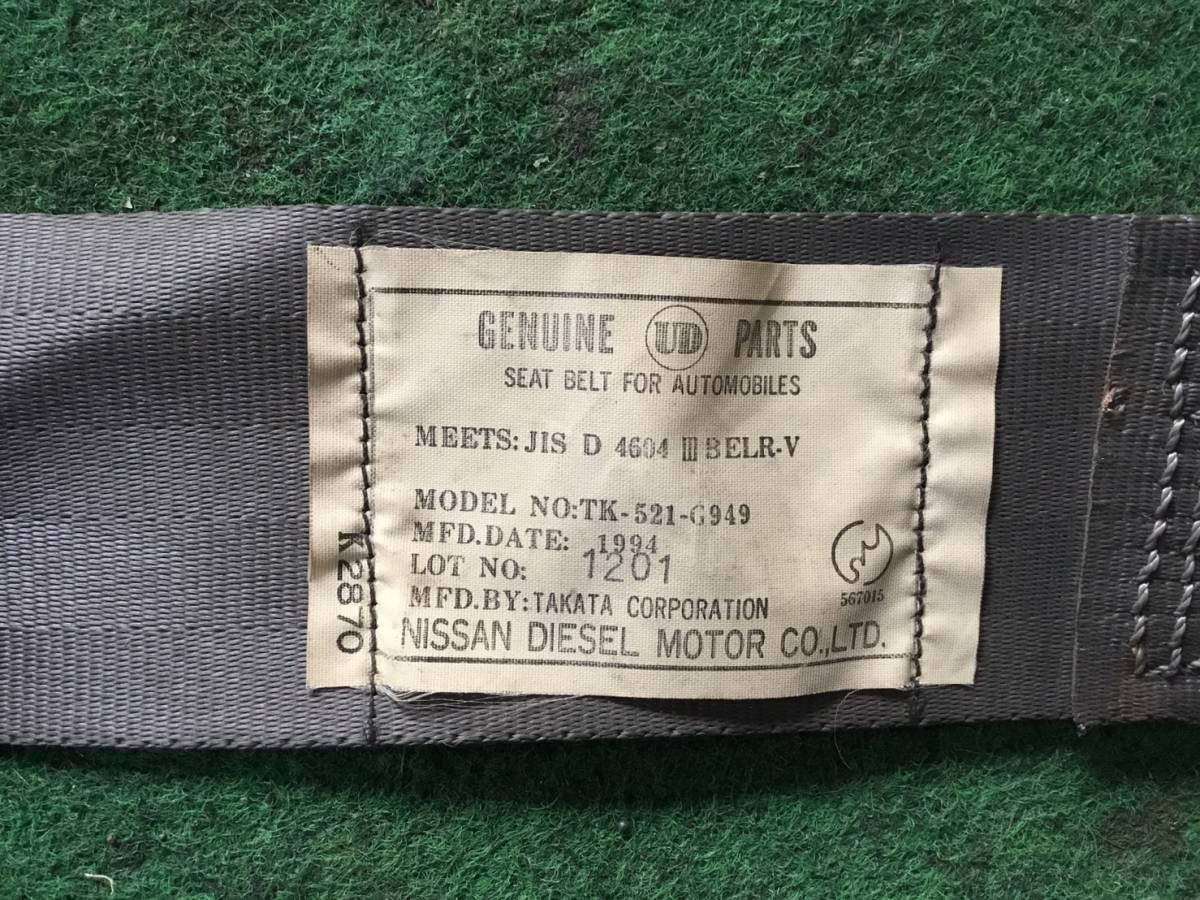 GENUINE UD PARTS
SEAT BELT FOR AUTOMOBILES
MEETS: JIS D 4604 III BELR-V
MODEL NO: TK-521-G949
MFD. DATE: 1994
LOT NO: 1201
MFD. BY: TAKATA CORPORATION
NISSAN DIESEL MOTOR CO., LTD.
567015
K2870